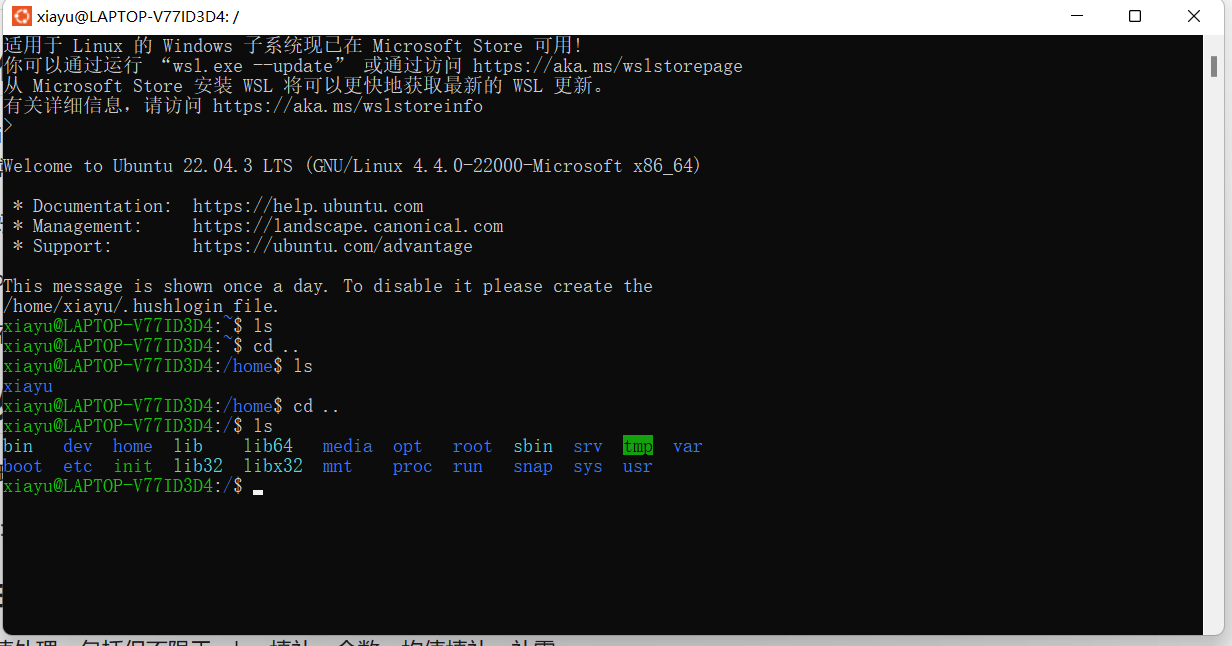 xiayu@LAPTOP-V77ID3D4: /
适用于 Linux 的 Windows 子系统现已在 Microsoft Store 可用!
你可以通过运行 “wsl.exe --update” 或通过访问 https://aka.ms/wslstorepage
从 Microsoft Store 安装 WSL 将可以更快地获取最新的 WSL 更新。
有关详细信息，请访问 https://aka.ms/wslstoreinfo
>
Welcome to Ubuntu 22.04.3 LTS (GNU/Linux 4.4.0-22000-Microsoft x86_64)
* Documentation:  https://help.ubuntu.com
* Management:     https://landscape.canonical.com
* Support:        https://ubuntu.com/advantage
This message is shown once a day. To disable it please create the
/home/xiayu/.hushlogin file.
xiayu@LAPTOP-V77ID3D4:~$ ls
xiayu@LAPTOP-V77ID3D4:~$ cd ..
xiayu@LAPTOP-V77ID3D4:/home$ ls
xiayu
xiayu@LAPTOP-V77ID3D4:/home$ cd ..
xiayu@LAPTOP-V77ID3D4:/$ ls
bin   dev  home  lib    lib64   media  opt   root  sbin  srv  tmp  var
boot  etc  init  lib32  libx32  mnt    proc  run   snap  sys  usr
xiayu@LAPTOP-V77ID3D4:/$